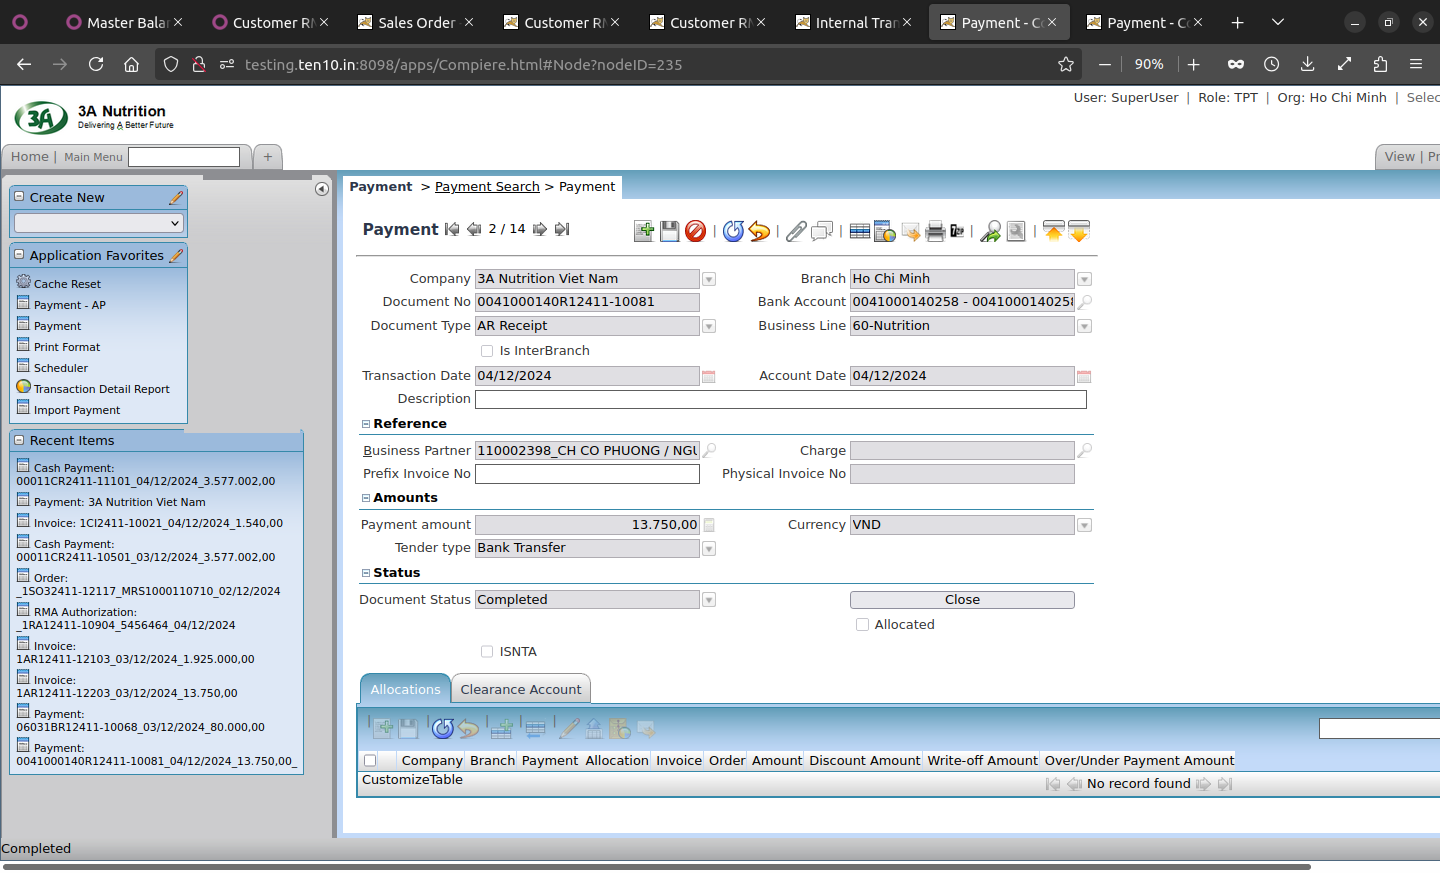 Master Bala
Customer R
Sales Order
Customer R
Customer R
Internal Tran
Payment - C
Payment - C
testing.ten10.in:8098/apps/Compiere.html#Node?nodeID=235
90%
User: SuperUser | Role: TPT | Org: Ho Chi Minh | Selec
3A
3A Nutrition
Delivering A Better Future
Home | Main Menu
+
View | Pr
Create New
Application Favorites
Cache Reset
Payment - AP
Payment
Print Format
Scheduler
Transaction Detail Report
Import Payment
Recent Items
Cash Payment:
00011CR2411-11101_04/12/2024_3.577.002,00
Payment: 3A Nutrition Viet Nam
Invoice: 1CI2411-10021_04/12/2024_1.540,00
Cash Payment:
00011CR2411-10501_03/12/2024_3.577.002,00
Order:
_1SO32411-12117_MRS1000110710_02/12/2024
RMA Authorization:
_1RA12411-10904_5456464_04/12/2024
Invoice:
1AR12411-12103_03/12/2024_1.925.000,00
Invoice:
1AR12411-12203_03/12/2024_13.750,00
Payment:
06031BR12411-10068_03/12/2024_80.000,00
Payment:
0041000140R12411-10081_04/12/2024_13.750,00_
Payment > Payment Search > Payment
Payment 2 / 14
Company 3A Nutrition Viet Nam Branch Ho Chi Minh
Document No 0041000140R12411-10081 Bank Account 0041000140258 - 0041000140258
Document Type AR Receipt Business Line 60-Nutrition
Is InterBranch
Transaction Date 04/12/2024 Account Date 04/12/2024
Description
Reference
Business Partner 110002398_CH CO PHUONG / NGU Charge
Prefix Invoice No Physical Invoice No
Amounts
Payment amount 13.750,00 Currency VND
Tender type Bank Transfer
Status
Document Status Completed Close
Allocated
ISNTA
Allocations Clearance Account
Company Branch Payment Allocation Invoice Order Amount Discount Amount Write-off Amount Over/Under Payment Amount
CustomizeTable
No record found
Completed